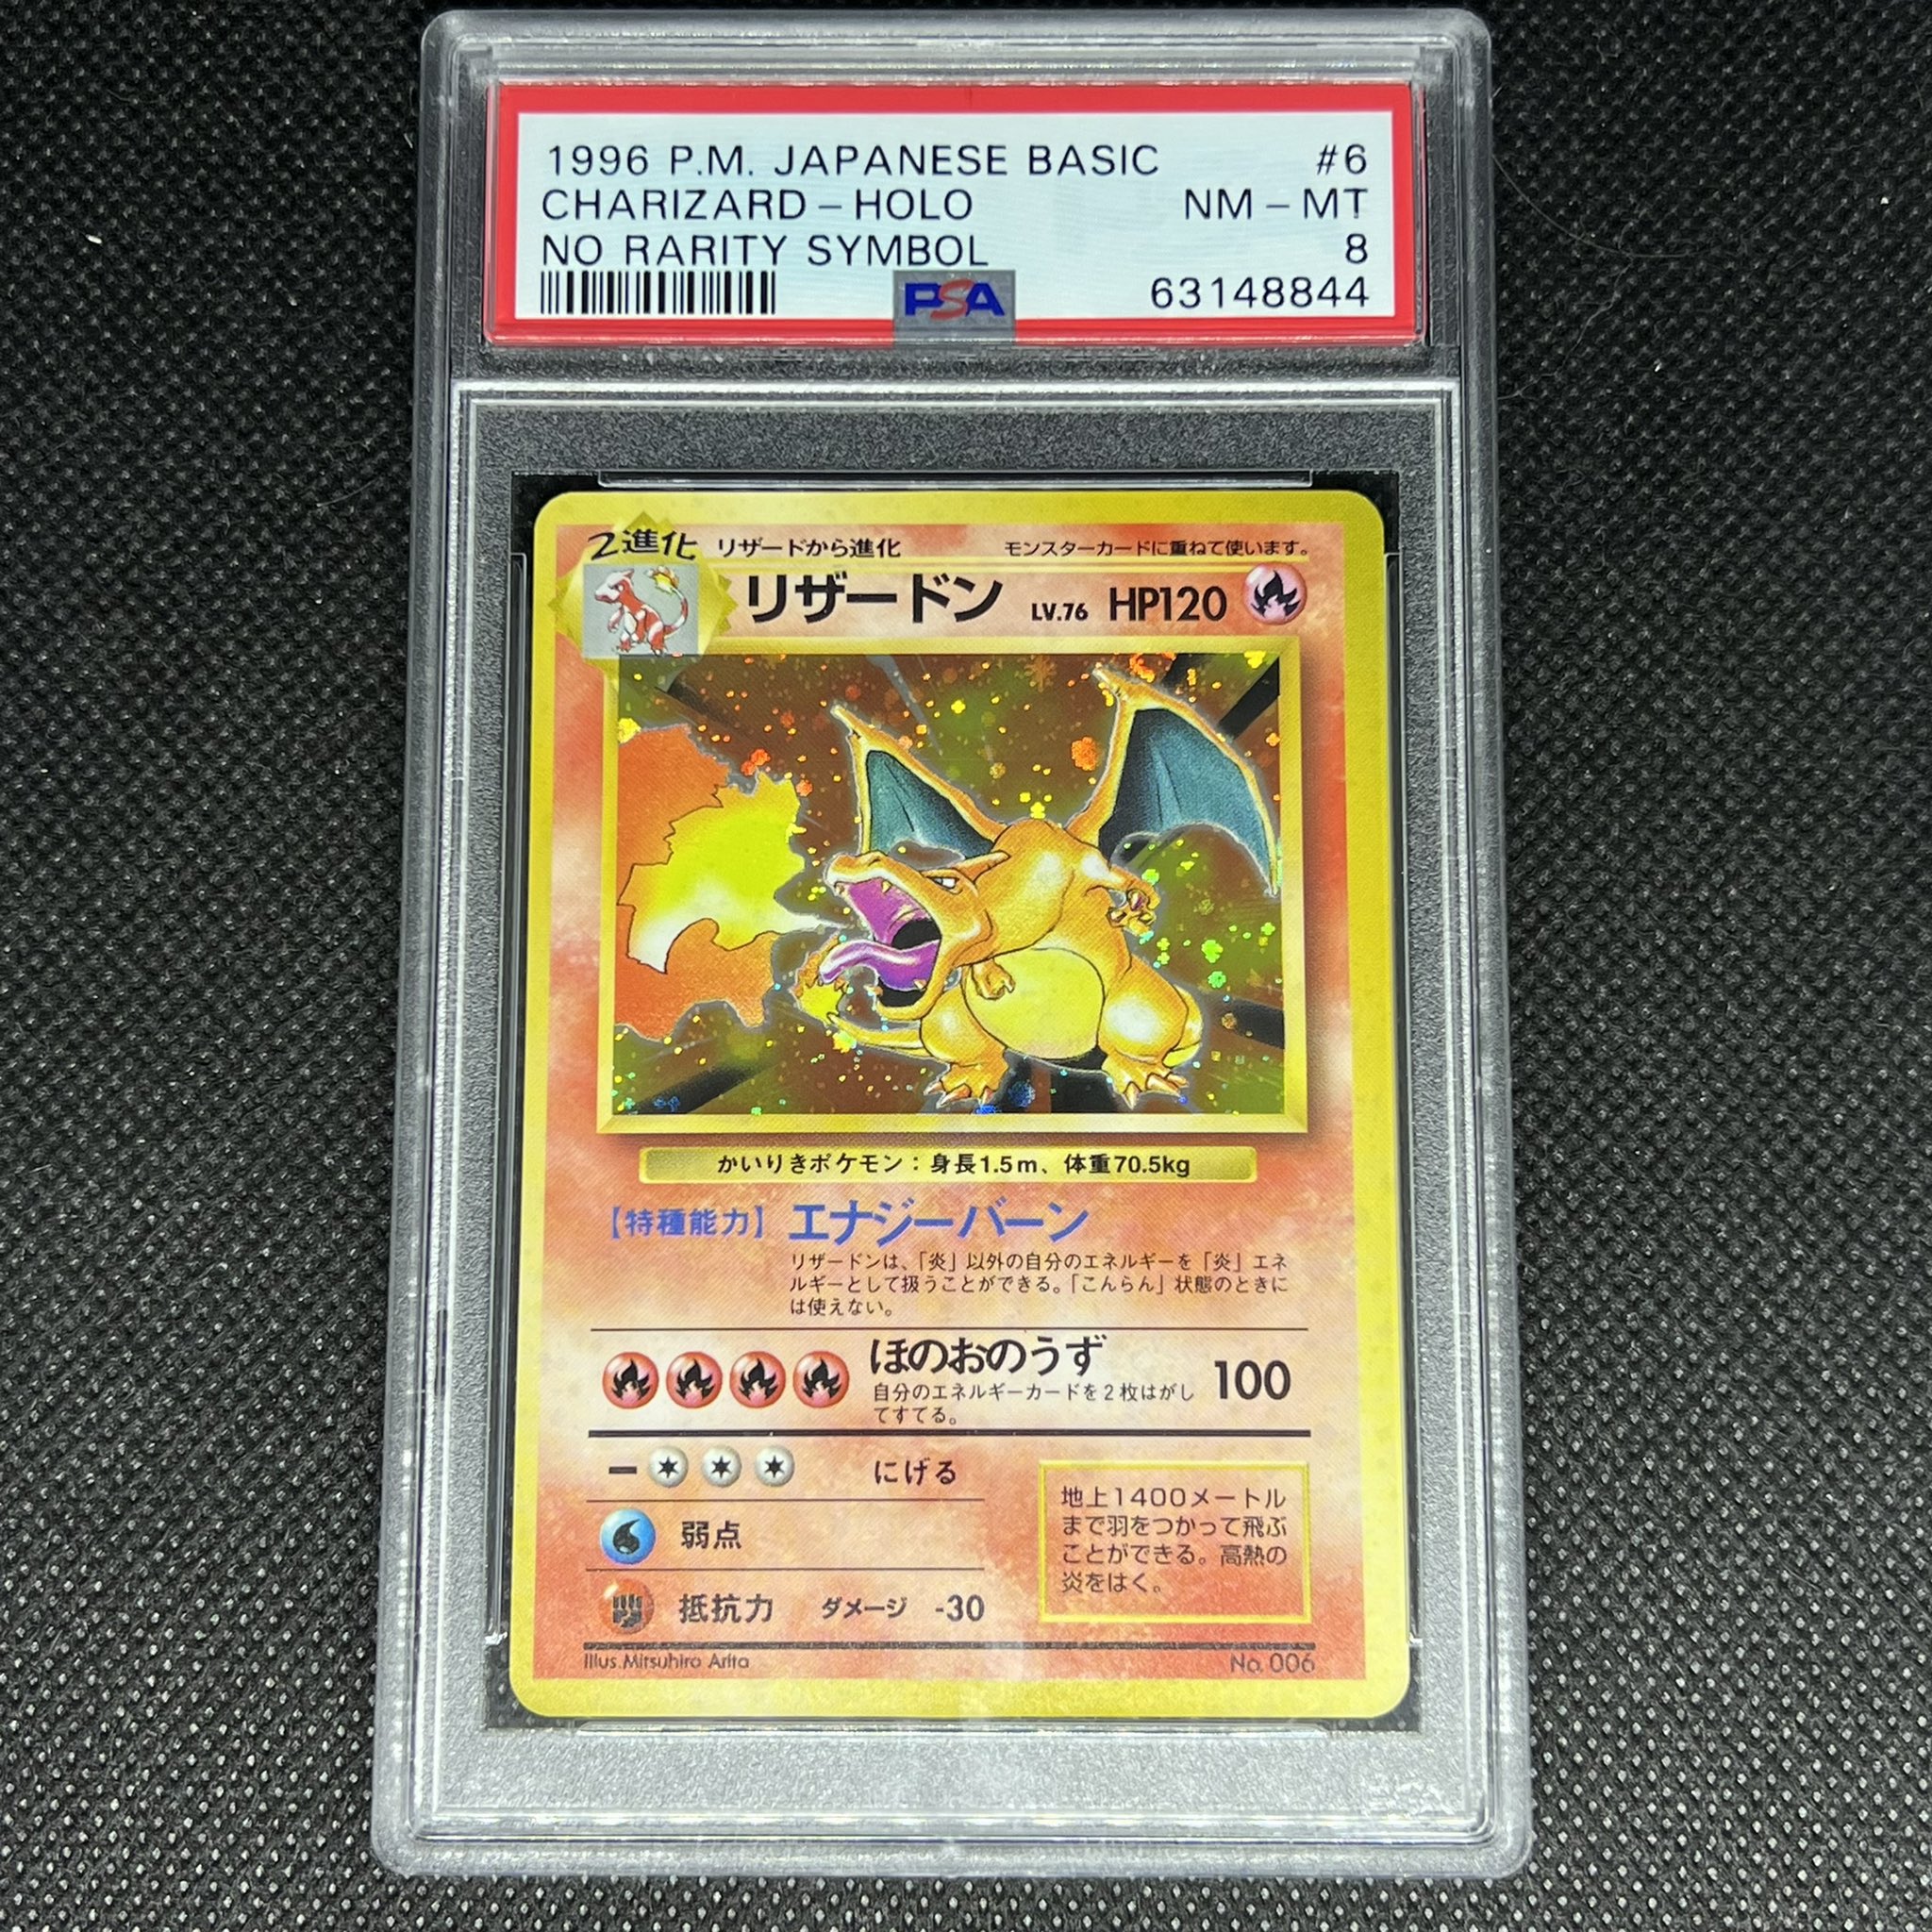 1996 P.M. JAPANESE BASIC #6
CHARIZARD-HOLO NM-MT
NO RARITY SYMBOL 8
PSA 63148844
2進化 リザードから進化 モンスターカードに重ねて使います。
リザードン LV.76 HP120
かいりきポケモン：身長1.5m、体重70.5kg
【特種能力】エナジーバーン
リザードンは、「炎」以外の自分のエネルギーを「炎」エネ
ルギーとして扱うことができる。「こんらん」状態のときに
は使えない。
ほのおのうず 100
自分のエネルギーカードを2枚はがし
てすてる。
− にげる
弱点
抵抗力 ダメージ -30
地上1400メートル
まで羽をつかって飛ぶ
ことができる。高熱の
炎をはく。
Illus.Mitsuhiro Arita No.006